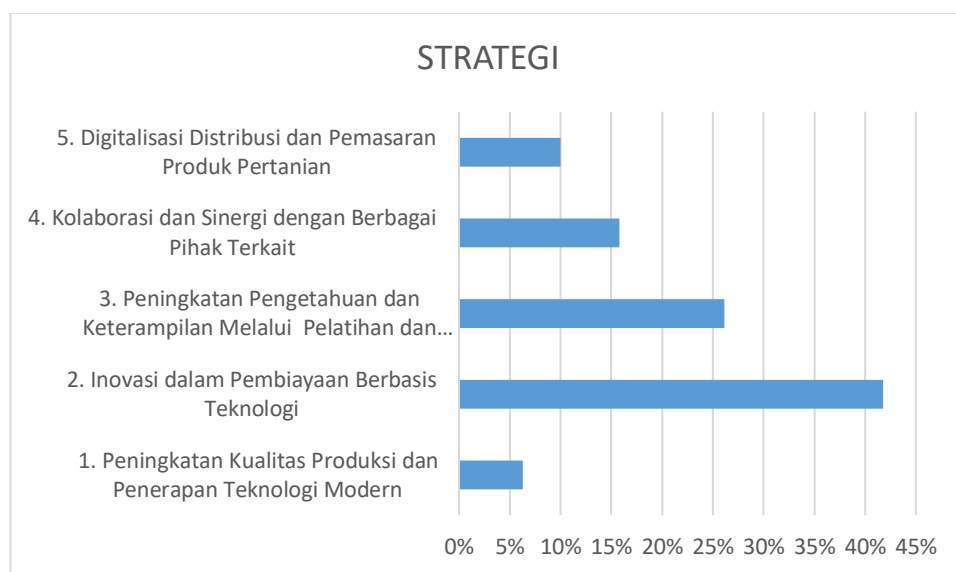 STRATEGI
5. Digitalisasi Distribusi dan Pemasaran
Produk Pertanian
4. Kolaborasi dan Sinergi dengan Berbagai
Pihak Terkait
3. Peningkatan Pengetahuan dan
Keterampilan Melalui  Pelatihan dan…
2. Inovasi dalam Pembiayaan Berbasis
Teknologi
1. Peningkatan Kualitas Produksi dan
Penerapan Teknologi Modern
0% 5% 10% 15% 20% 25% 30% 35% 40% 45%